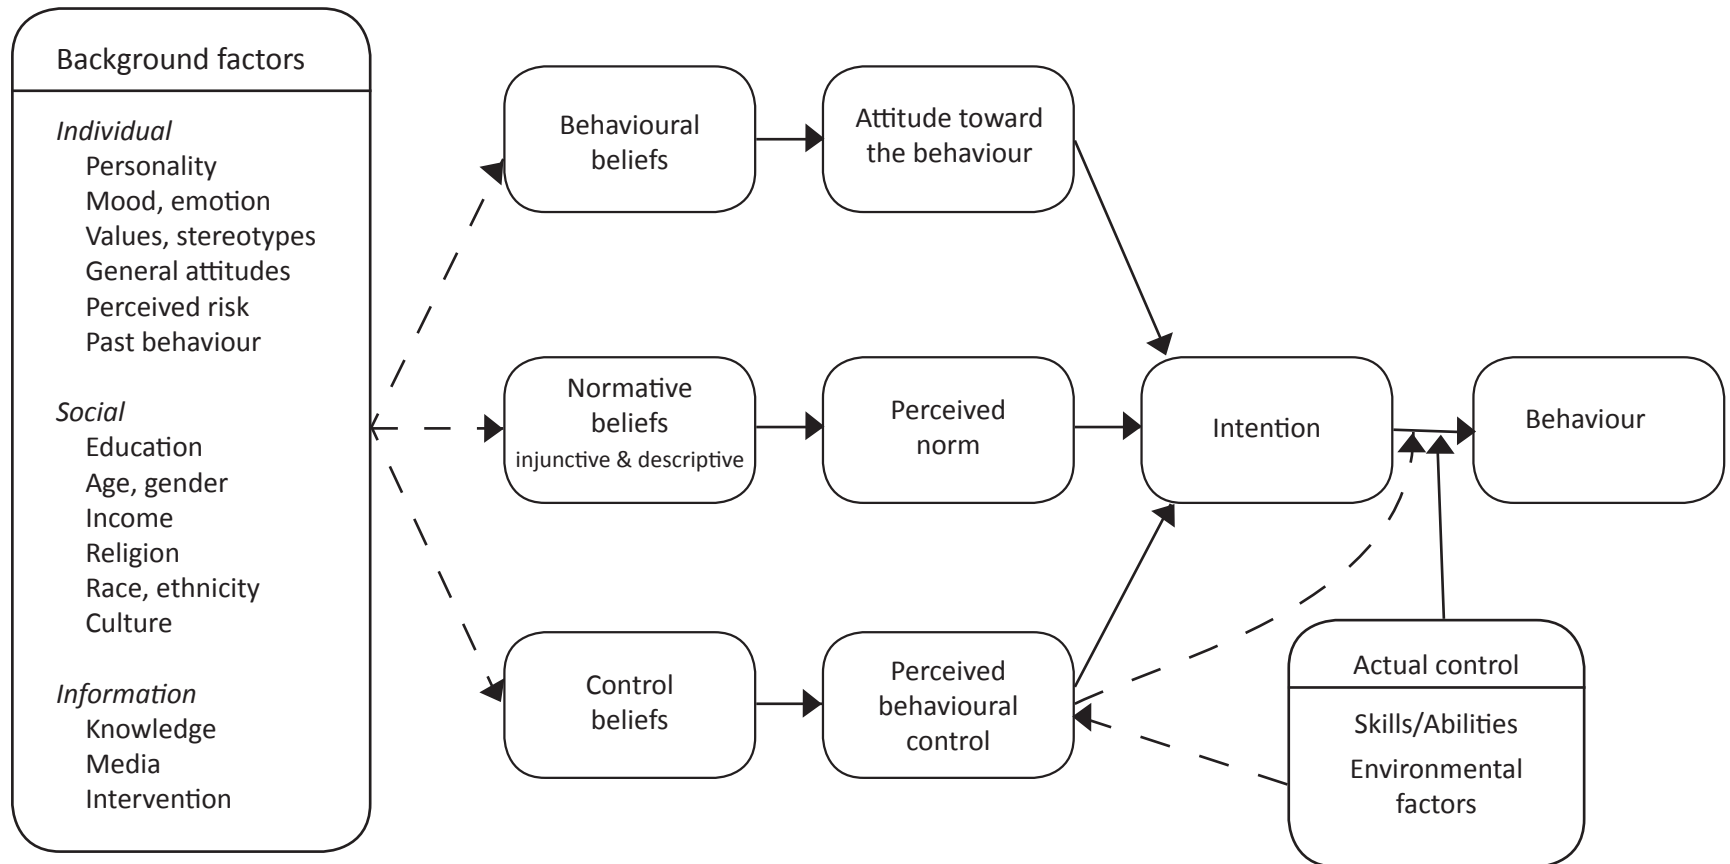 Background factors
Individual
Personality
Mood, emotion
Values, stereotypes
General attitudes
Perceived risk
Past behaviour
Social
Education
Age, gender
Income
Religion
Race, ethnicity
Culture
Information
Knowledge
Media
Intervention
Behavioural
beliefs
Attitude toward
the behaviour
Normative
beliefs
injunctive & descriptive
Perceived
norm
Intention
Behaviour
Control
beliefs
Perceived
behavioural
control
Actual control
Skills/Abilities
Environmental
factors